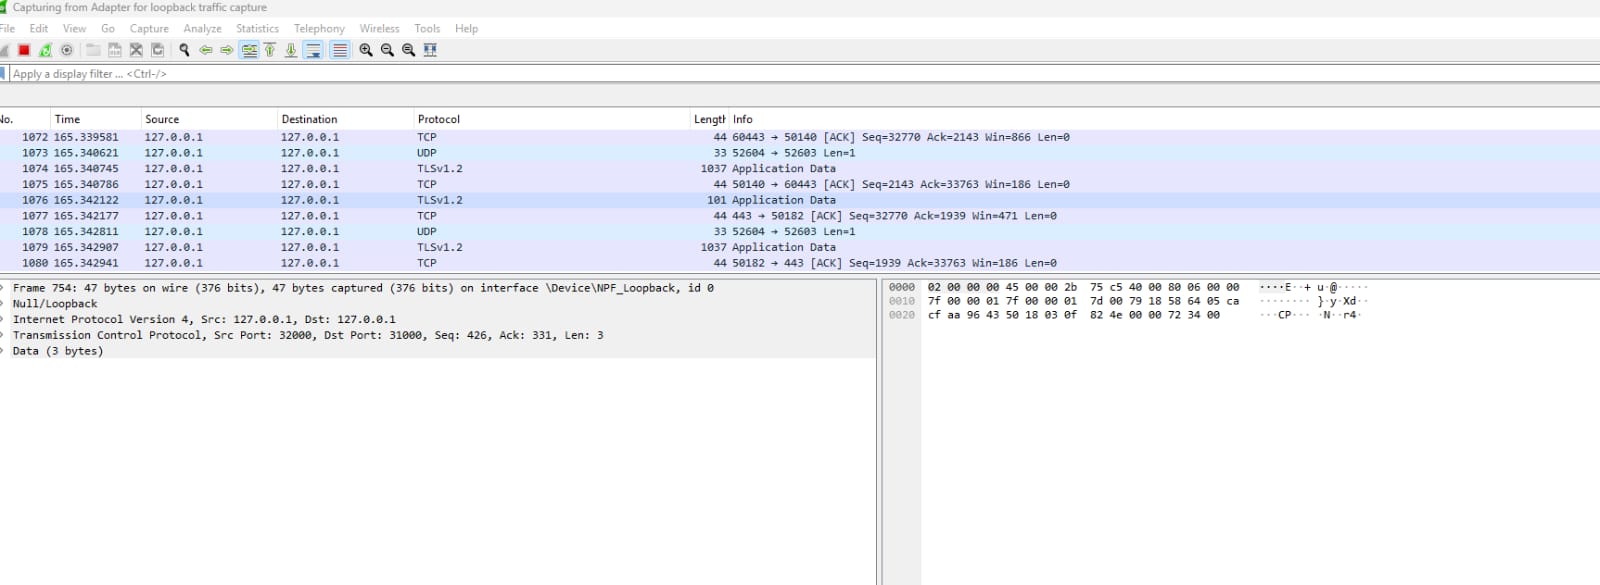 Capturing from Adapter for loopback traffic capture
File Edit View Go Capture Analyze Statistics Telephony Wireless Tools Help
Apply a display filter ... <Ctrl-/>
No. Time Source Destination Protocol Length Info
1072 165.339581 127.0.0.1 127.0.0.1 TCP 44 60443 → 50140 [ACK] Seq=32770 Ack=2143 Win=866 Len=0
1073 165.340621 127.0.0.1 127.0.0.1 UDP 33 52604 → 52603 Len=1
1074 165.340745 127.0.0.1 127.0.0.1 TLSv1.2 1037 Application Data
1075 165.340786 127.0.0.1 127.0.0.1 TCP 44 50140 → 60443 [ACK] Seq=2143 Ack=33763 Win=186 Len=0
1076 165.342122 127.0.0.1 127.0.0.1 TLSv1.2 101 Application Data
1077 165.342177 127.0.0.1 127.0.0.1 TCP 44 443 → 50182 [ACK] Seq=32770 Ack=1939 Win=471 Len=0
1078 165.342811 127.0.0.1 127.0.0.1 UDP 33 52604 → 52603 Len=1
1079 165.342907 127.0.0.1 127.0.0.1 TLSv1.2 1037 Application Data
1080 165.342941 127.0.0.1 127.0.0.1 TCP 44 50182 → 443 [ACK] Seq=1939 Ack=33763 Win=186 Len=0
Frame 754: 47 bytes on wire (376 bits), 47 bytes captured (376 bits) on interface \Device\NPF_Loopback, id 0
Null/Loopback
Internet Protocol Version 4, Src: 127.0.0.1, Dst: 127.0.0.1
Transmission Control Protocol, Src Port: 32000, Dst Port: 31000, Seq: 426, Ack: 331, Len: 3
Data (3 bytes)
0000 02 00 00 00 45 00 00 2b 75 c5 40 00 80 06 00 00 ····E··+ u·@·····
0010 7f 00 00 01 7f 00 00 01 7d 00 79 18 58 64 05 ca ········ }·y·Xd··
0020 cf aa 96 43 50 18 03 0f 82 4e 00 00 72 34 00 ···CP··· ·N··r4·